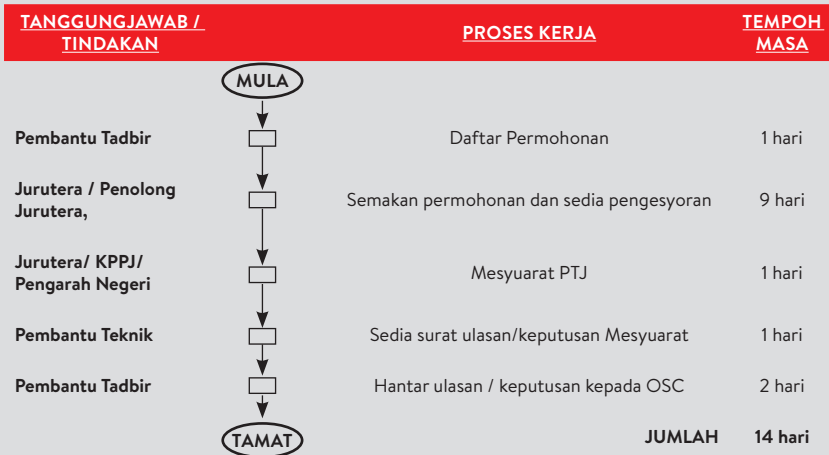 TANGGUNGJAWAB /
TINDAKAN
PROSES KERJA
TEMPOH
MASA
MULA
Pembantu Tadbir
Daftar Permohonan
1 hari
Jurutera / Penolong
Jurutera,
Semakan permohonan dan sedia pengesyoran
9 hari
Jurutera/ KPPJ/
Pengarah Negeri
Mesyuarat PTJ
1 hari
Pembantu Teknik
Sedia surat ulasan/keputusan Mesyuarat
1 hari
Pembantu Tadbir
Hantar ulasan / keputusan kepada OSC
2 hari
TAMAT
JUMLAH
14 hari